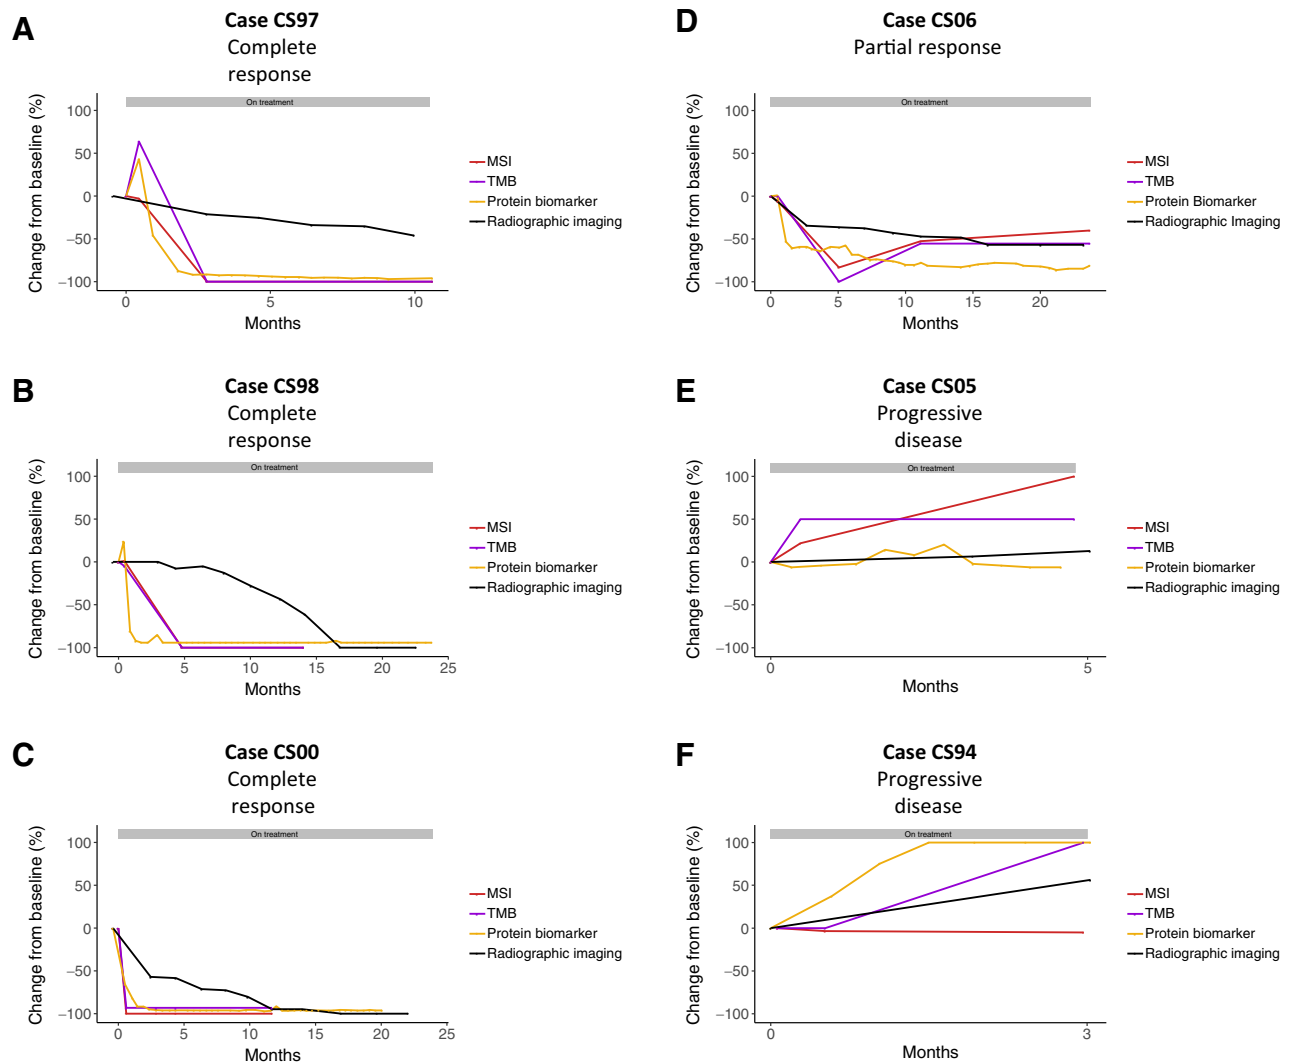 A
Case CS97
Complete
response
Change from baseline (%)
On treatment
100
50
0
−50
−100
0
5
10
Months
MSI
TMB
Protein biomarker
Radiographic imaging
D
Case CS06
Partial response
Change from baseline (%)
On treatment
100
50
0
−50
−100
0
5
10
15
20
Months
MSI
TMB
Protein Biomarker
Radiographic Imaging
B
Case CS98
Complete
response
Change from baseline (%)
On treatment
100
50
0
−50
−100
0
5
10
15
20
25
Months
MSI
TMB
Protein biomarker
Radiographic imaging
E
Case CS05
Progressive
disease
Change from baseline (%)
On treatment
100
50
0
−50
−100
0
5
Months
MSI
TMB
Protein biomarker
Radiographic imaging
C
Case CS00
Complete
response
Change from baseline (%)
On treatment
100
50
0
−50
−100
0
5
10
15
20
25
Months
MSI
TMB
Protein biomarker
Radiographic imaging
F
Case CS94
Progressive
disease
Change from baseline (%)
On treatment
100
50
0
−50
−100
0
3
Months
MSI
TMB
Protein biomarker
Radiographic imaging